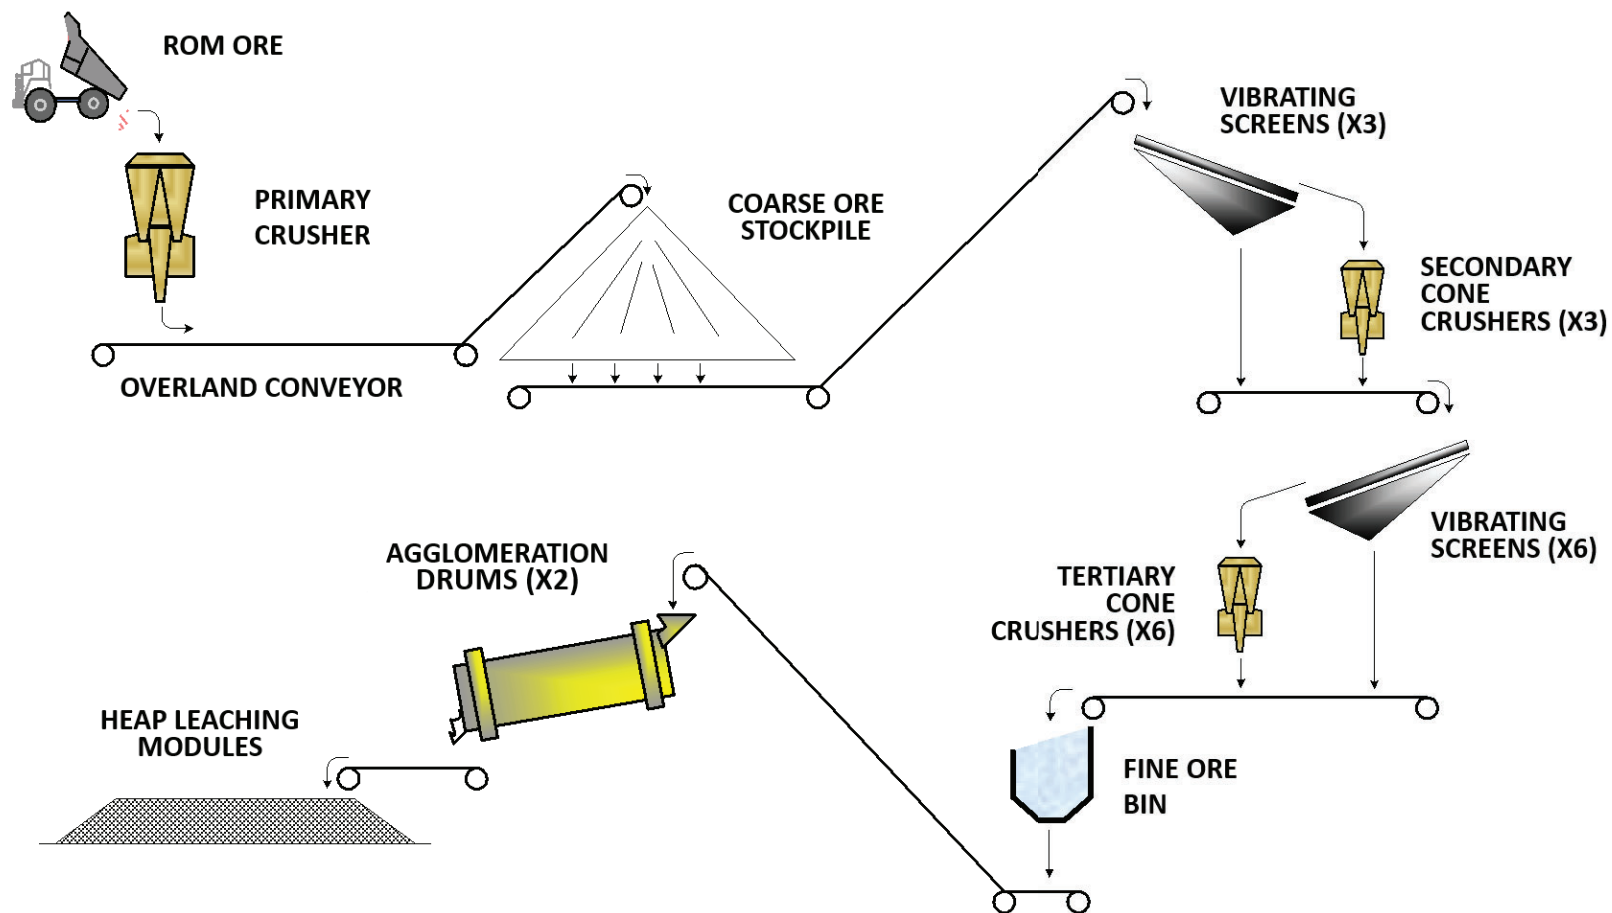 ROM ORE
PRIMARY
CRUSHER
OVERLAND CONVEYOR
COARSE ORE
STOCKPILE
VIBRATING
SCREENS (X3)
SECONDARY
CONE
CRUSHERS (X3)
VIBRATING
SCREENS (X6)
TERTIARY
CONE
CRUSHERS (X6)
FINE ORE
BIN
AGGLOMERATION
DRUMS (X2)
HEAP LEACHING
MODULES